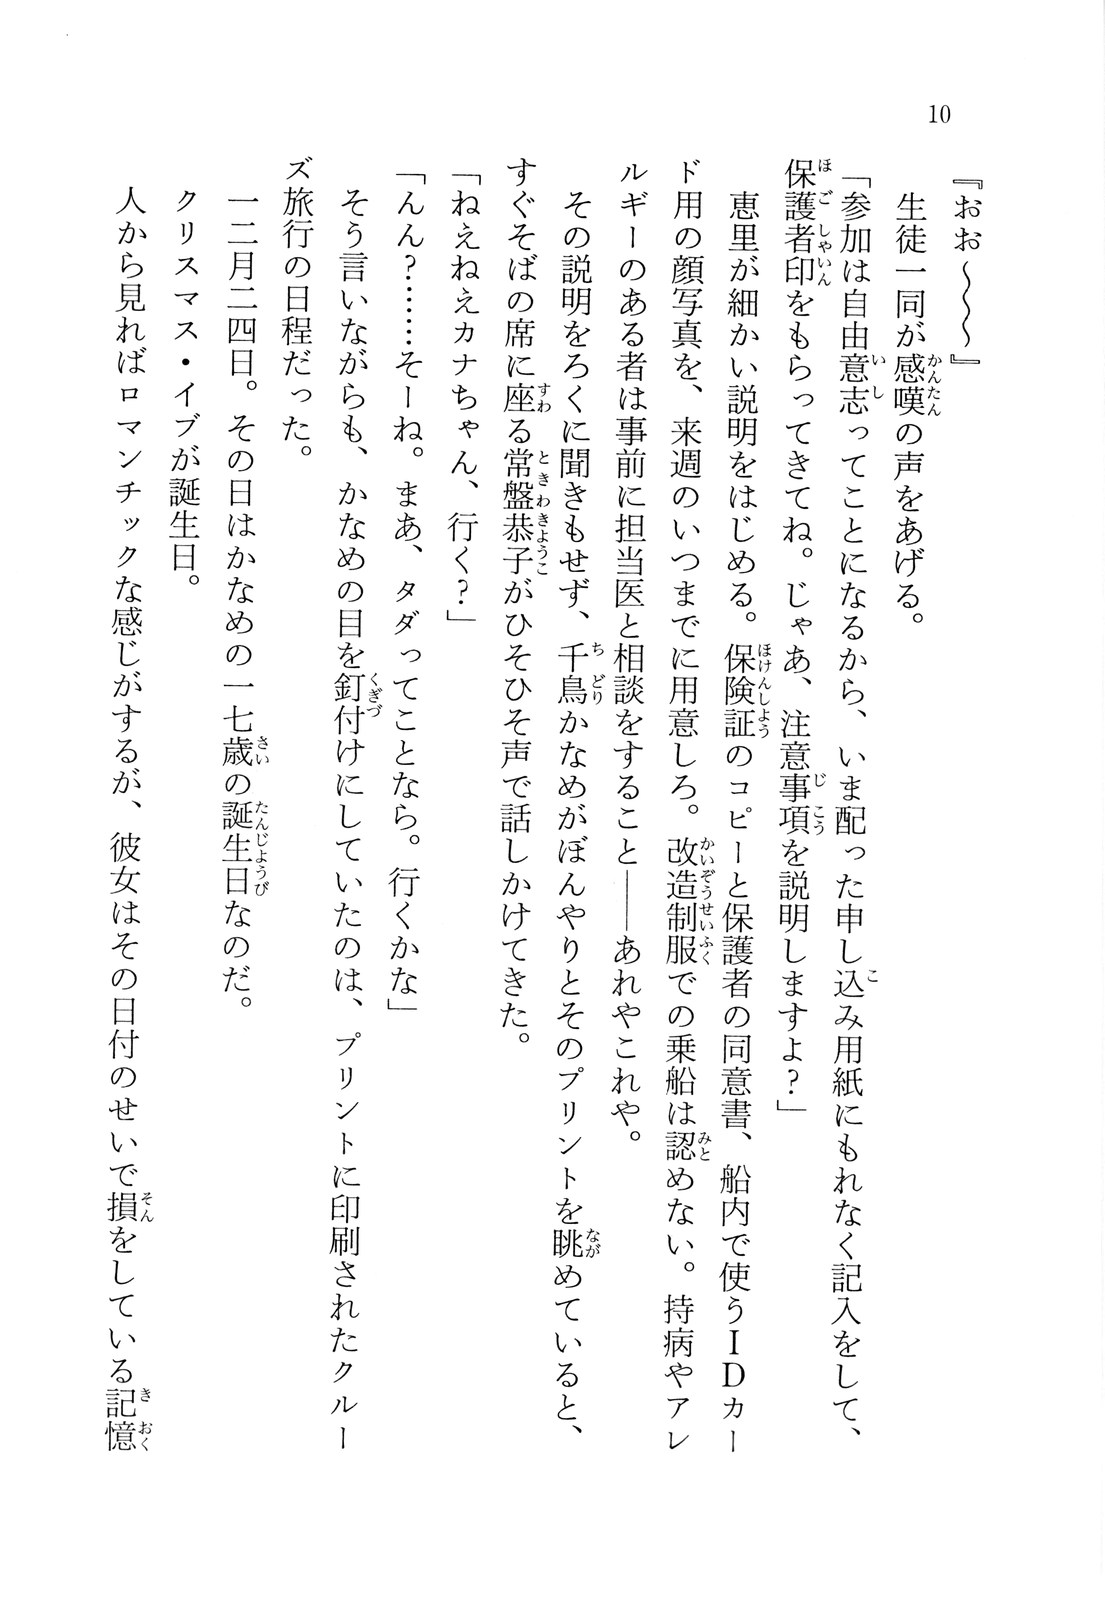 10
『おお～～～』
生徒一同が感嘆の声をあげる。
「参加は自由意志ってことになるから、いま配った申し込み用紙にもれなく記入をして、
保護者印をもらってきてね。じゃあ、注意事項を説明しますよ？」
恵里が細かい説明をはじめる。保険証のコピーと保護者の同意書、船内で使うＩＤカー
ド用の顔写真を、来週のいつまでに用意しろ。改造制服での乗船は認めない。持病やアレ
ルギーのある者は事前に担当医と相談をすること――あれやこれや。
その説明をろくに聞きもせず、千鳥かなめがぼんやりとそのプリントを眺めていると、
すぐそばの席に座る常盤恭子がひそひそ声で話しかけてきた。
「ねえねえカナちゃん、行く？」
「んん？………そーね。まあ、タダってことなら。行くかな」
そう言いながらも、かなめの目を釘付けにしていたのは、プリントに印刷されたクルー
ズ旅行の日程だった。
一二月二四日。その日はかなめの一七歳の誕生日なのだ。
クリスマス・イブが誕生日。
人から見ればロマンチックな感じがするが、彼女はその日付のせいで損をしている記憶